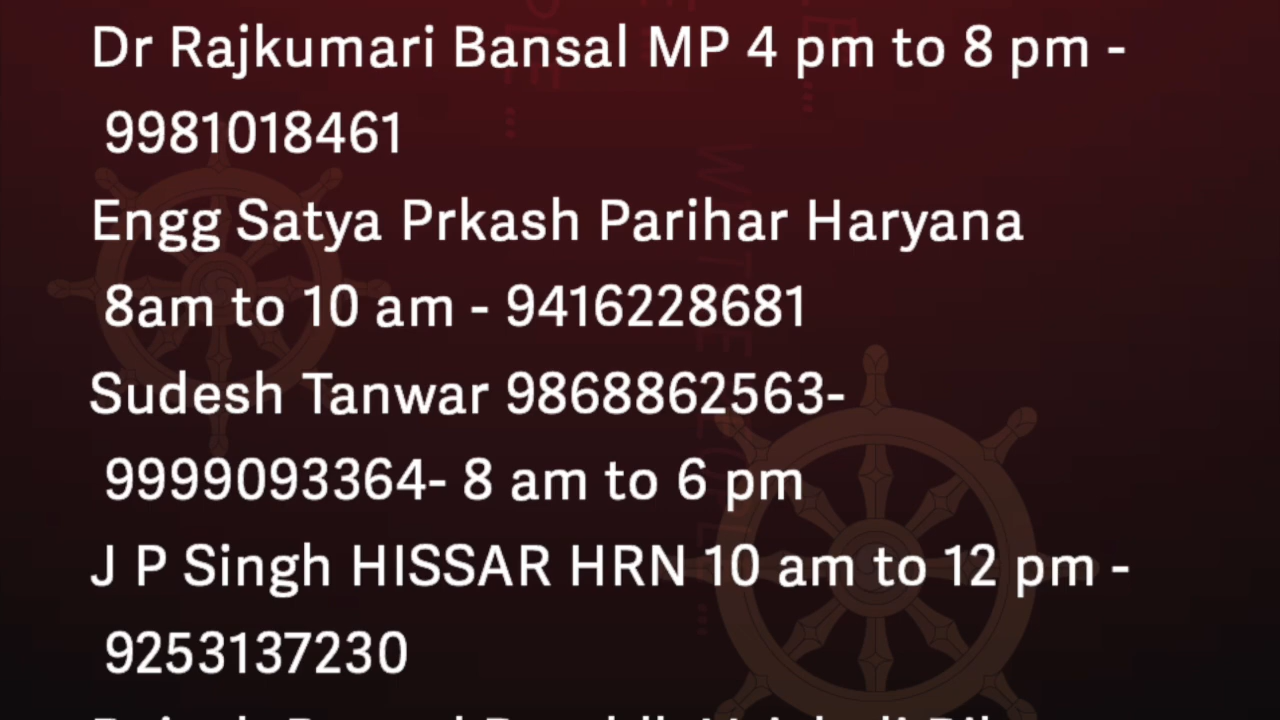 Dr Rajkumari Bansal MP 4 pm to 8 pm -
9981018461
Engg Satya Prkash Parihar Haryana
8am to 10 am - 9416228681
Sudesh Tanwar 9868862563-
9999093364- 8 am to 6 pm
J P Singh HISSAR HRN 10 am to 12 pm -
9253137230